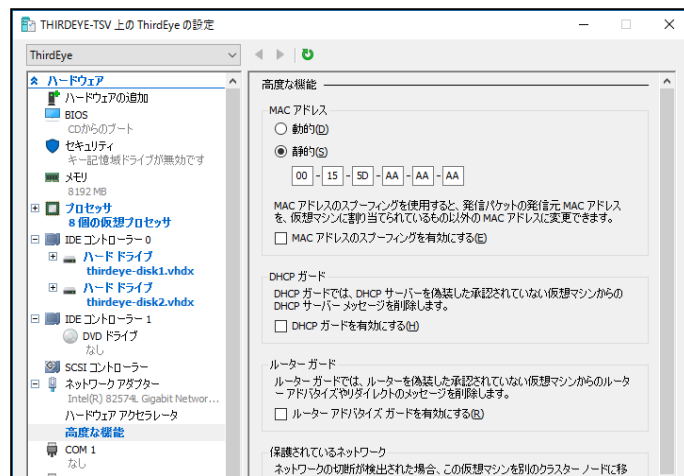 THIRDEYE-TSV 上の ThirdEye の設定
ThirdEye
ハードウェア
ハードウェアの追加
BIOS
CDからのブート
セキュリティ
キー記憶域ドライブが無効です
メモリ
8192 MB
プロセッサ
8 個の仮想プロセッサ
IDE コントローラー 0
ハード ドライブ
thirdeye-disk1.vhdx
ハード ドライブ
thirdeye-disk2.vhdx
IDE コントローラー 1
DVD ドライブ
なし
SCSI コントローラー
ネットワーク アダプター
Intel(R) 82574L Gigabit Networ...
ハードウェア アクセラレータ
高度な機能
COM 1
なし
高度な機能
MAC アドレス
動的(D)
静的(S)
00 - 15 - 5D - AA - AA - AA
MAC アドレスのスプーフィングを使用すると、発信パケットの発信元 MAC アドレス
を、仮想マシンに割り当てられているもの以外の MAC アドレスに変更できます。
MAC アドレスのスプーフィングを有効にする(E)
DHCP ガード
DHCP ガードでは、DHCP サーバーを偽装した承認されていない仮想マシンからの
DHCP サーバー メッセージを削除します。
DHCP ガードを有効にする(H)
ルーター ガード
ルーター ガードでは、ルーターを偽装した承認されていない仮想マシンからのルータ
ー アドバタイズやリダイレクトのメッセージを削除します。
ルーター アドバタイズ ガードを有効にする(R)
保護されているネットワーク
ネットワークの切断が検出された場合、この仮想マシンを別のクラスター ノードに移